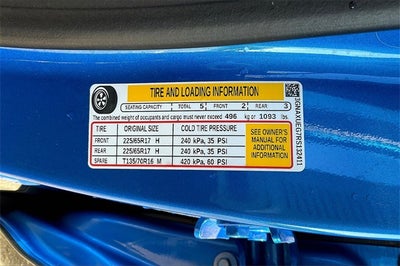 TIRE AND LOADING INFORMATION
SEATING CAPACITY TOTAL 5 FRONT 2 REAR 3
The combined weight of occupants and cargo must never exceed 496 kg or 1093 lbs.
TIRE ORIGINAL SIZE COLD TIRE PRESSURE
FRONT 225/65R17 H 240 kPa, 35 PSI
REAR 225/65R17 H 240 kPa, 35 PSI
SPARE T135/70R16 M 420 kPa, 60 PSI
SEE OWNER'S
MANUAL FOR
ADDITIONAL
INFORMATION
3GNAXUEG7RS132411